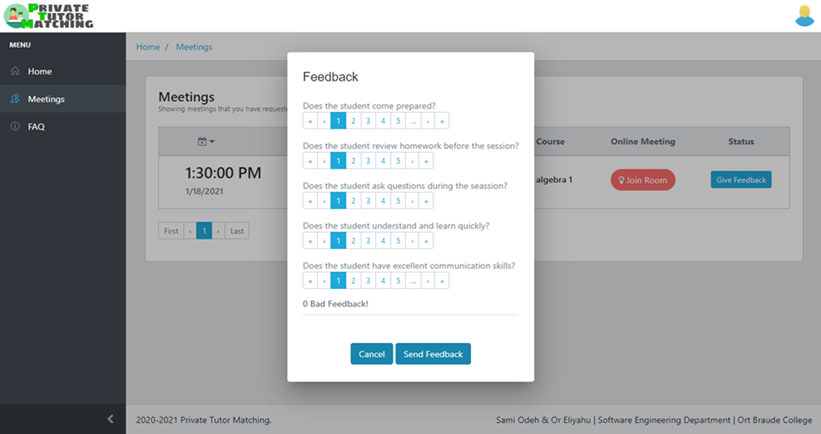 PRIVATE
TUTOR
MATCHING
MENU
Home
Meetings
FAQ
Home / Meetings
Meetings
Showing meetings that you have request
Course Online Meeting Status
1:30:00 PM
1/18/2021
algebra 1 Join Room Give Feedback
First ‹ 1 › Last
Feedback
Does the student come prepared?
« ‹ 1 2 3 4 5 ... › »
Does the student review homework before the session?
« ‹ 1 2 3 4 5 › »
Does the student ask questions during the seassion?
« ‹ 1 2 3 4 5 › »
Does the student understand and learn quickly?
« ‹ 1 2 3 4 5 › »
Does the student have excellent communication skills?
« ‹ 1 2 3 4 5 ... › »
0 Bad Feedback!
Cancel Send Feedback
2020-2021 Private Tutor Matching. Sami Odeh & Or Eliyahu | Software Engineering Department | Ort Braude College